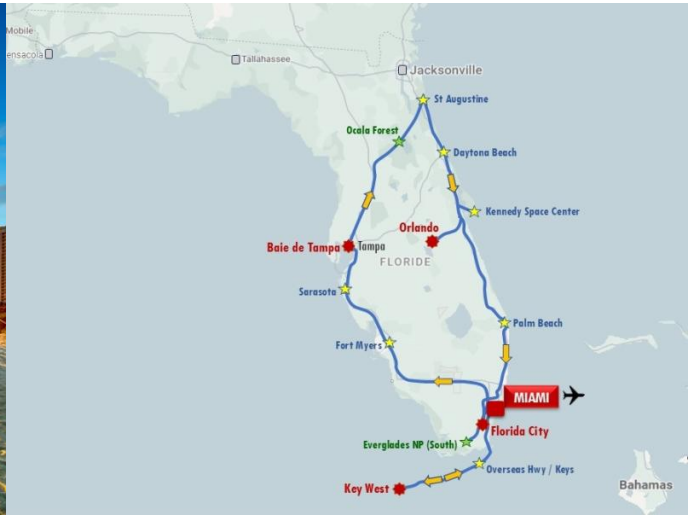 Mobile
ensacola
Tallahassee
Jacksonville
St Augustine
Ocala Forest
Daytona Beach
Kennedy Space Center
Orlando
Baie de Tampa
Tampa
FLORIDE
Sarasota
Palm Beach
Fort Myers
MIAMI
Florida City
Everglades NP (South)
Overseas Hwy / Keys
Key West
Bahamas